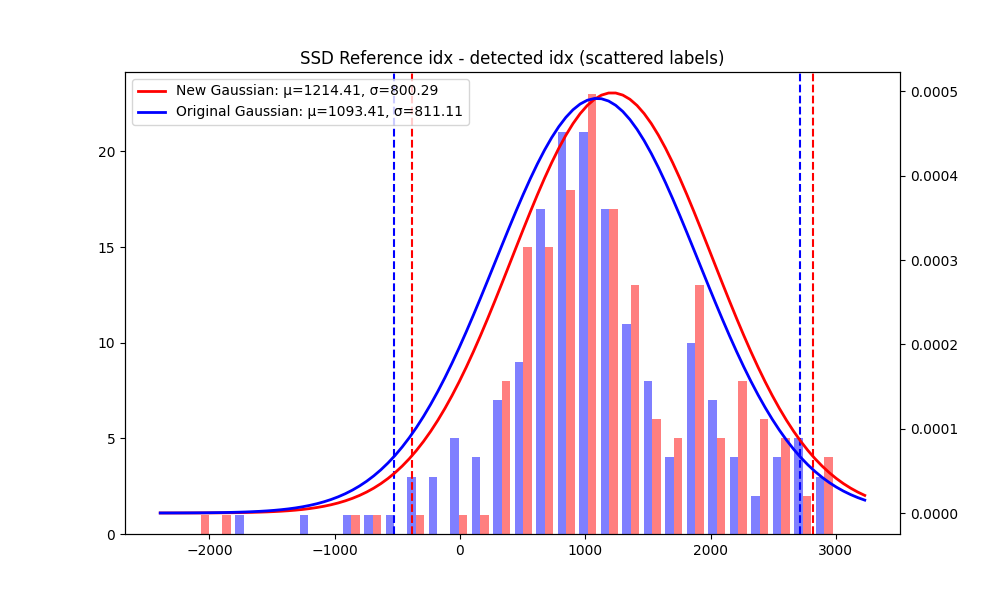 SSD Reference idx - detected idx (scattered labels)
New Gaussian: μ=1214.41, σ=800.29
Original Gaussian: μ=1093.41, σ=811.11
20
15
10
5
0
0.0005
0.0004
0.0003
0.0002
0.0001
0.0000
−2000 −1000 0 1000 2000 3000